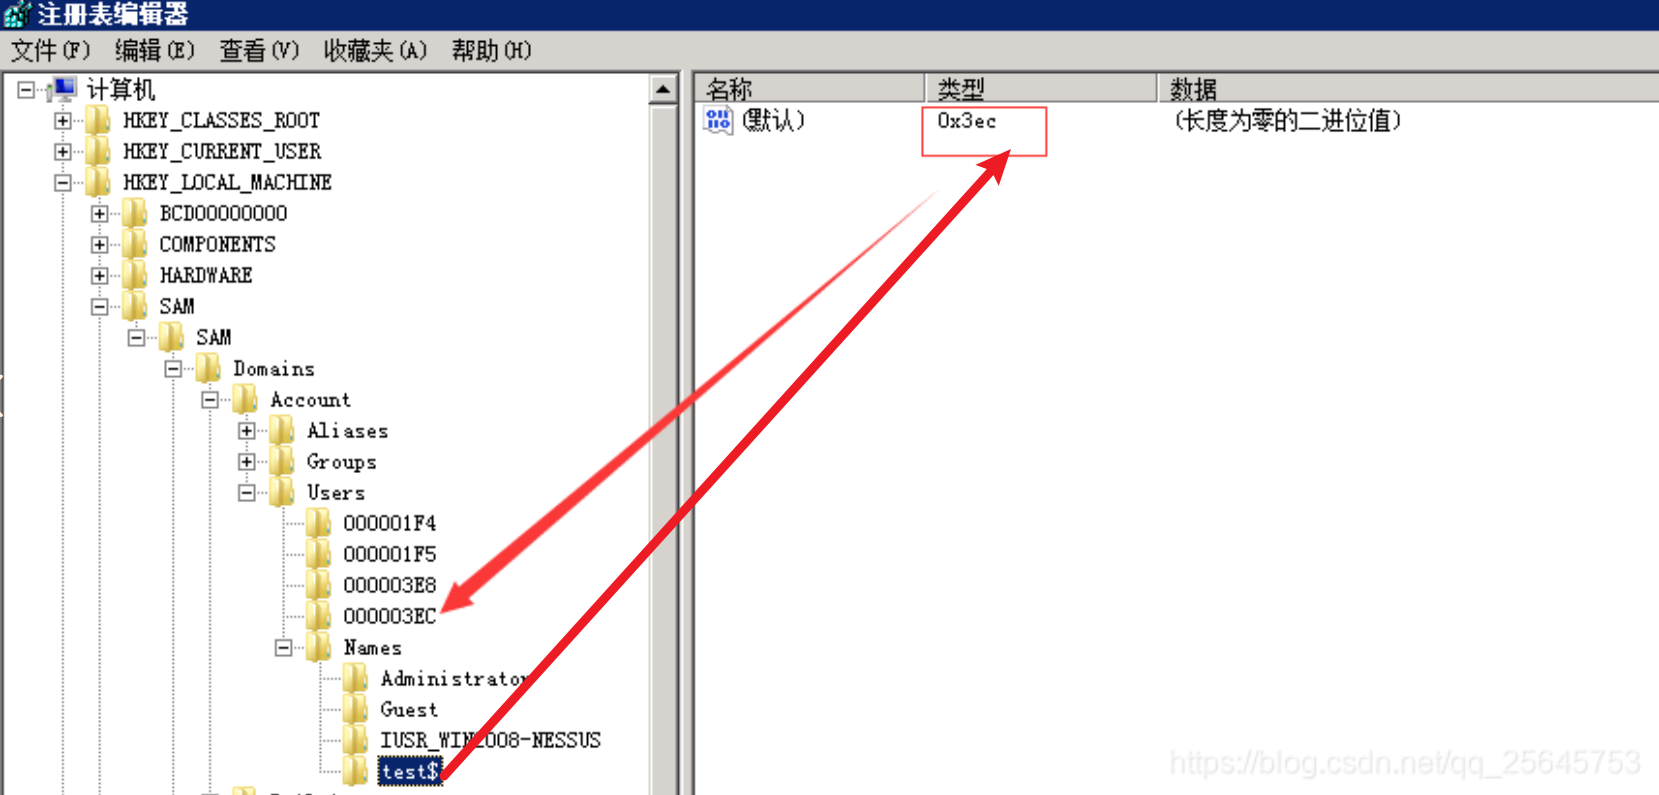 注册表编辑器
文件(F) 编辑(E) 查看(V) 收藏夹(A) 帮助(H)
计算机
HKEY_CLASSES_ROOT
HKEY_CURRENT_USER
HKEY_LOCAL_MACHINE
BCD00000000
COMPONENTS
HARDWARE
SAM
SAM
Domains
Account
Aliases
Groups
Users
000001F4
000001F5
000003E8
000003EC
Names
Administrator
Guest
IUSR_WIN2008-NESSUS
test$
名称 类型 数据
(默认) 0x3ec (长度为零的二进位值)
https://blog.csdn.net/qq_25645753